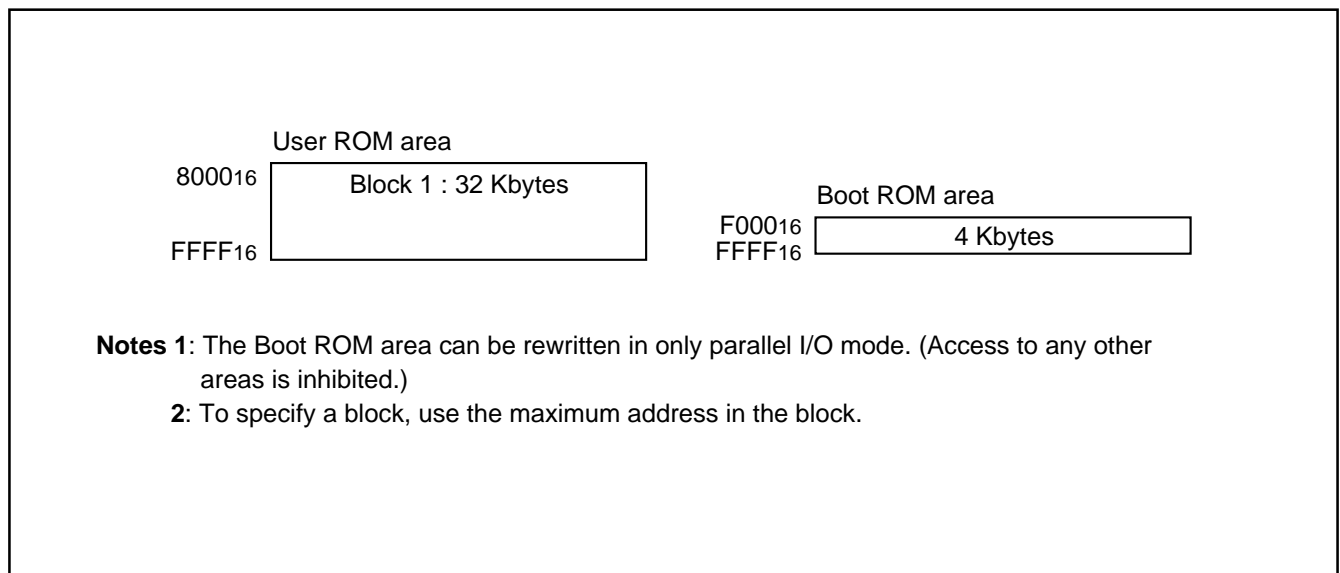 User ROM area
800016
Block 1 : 32 Kbytes
FFFF16
Boot ROM area
F00016
4 Kbytes
FFFF16
Notes 1: The Boot ROM area can be rewritten in only parallel I/O mode. (Access to any other
areas is inhibited.)
2: To specify a block, use the maximum address in the block.